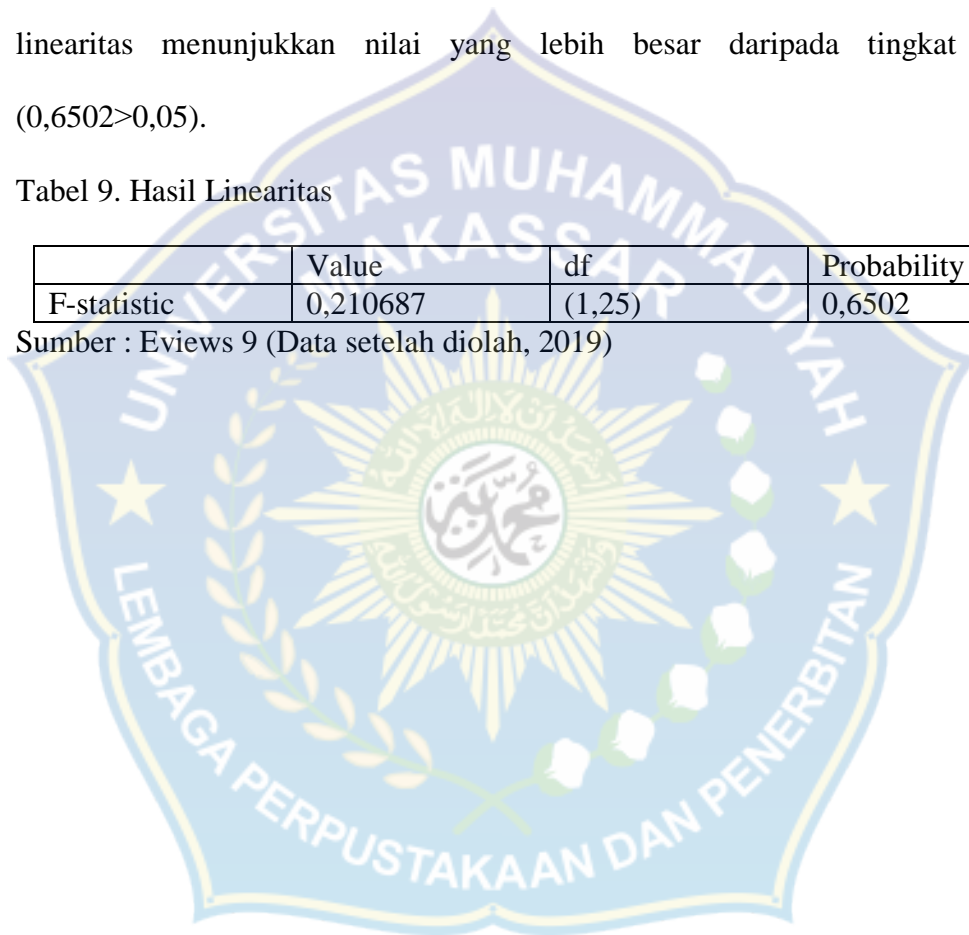 linearitas menunjukkan nilai yang lebih besar daripada tingkat
(0,6502>0,05).
Tabel 9. Hasil Linearitas
Value df Probability
F-statistic 0,210687 (1,25) 0,6502
Sumber : Eviews 9 (Data setelah diolah, 2019)
UNIVERSITAS MUHAMMADIYAH
MAKASSAR
LEMBAGA PERPUSTAKAAN DAN PENERBITAN